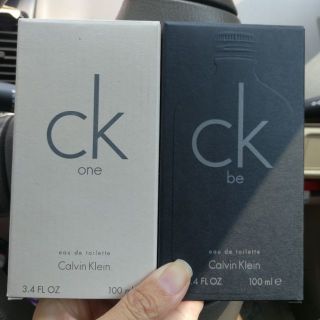 ck
one
eau de toilette
Calvin Klein
3.4 FL OZ 100 ml
ck
be
eau de toilette
Calvin Klein
.4 FL OZ 100 ml e